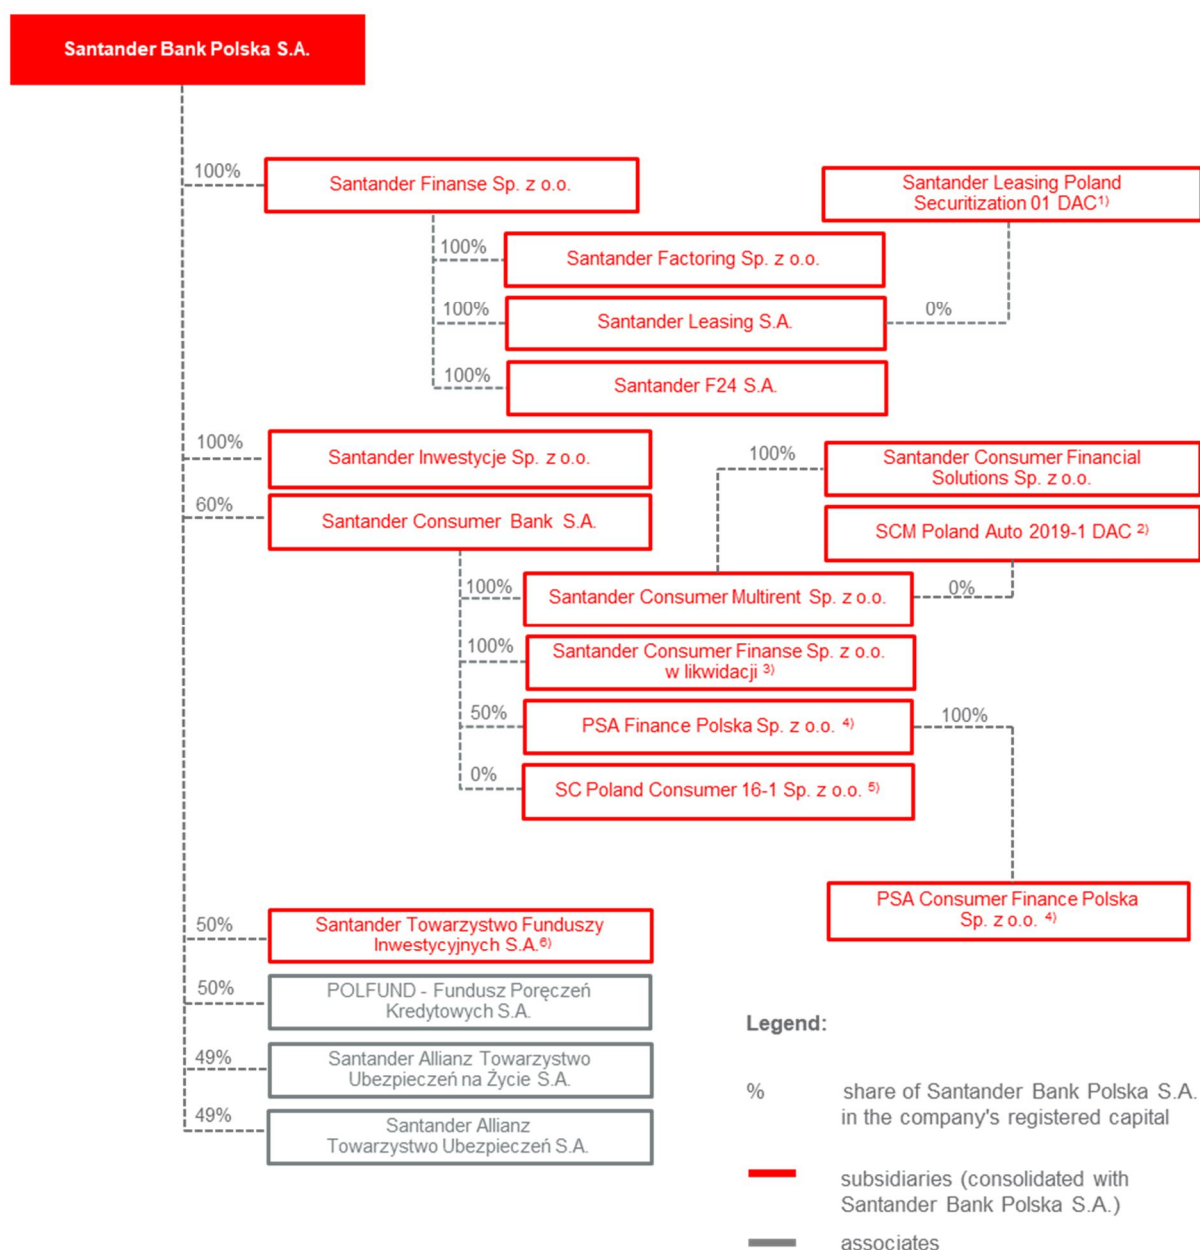 Santander Bank Polska S.A.
100%
Santander Finanse Sp. z o.o.
Santander Leasing Poland
Securitization 01 DAC1)
100%
Santander Factoring Sp. z o.o.
100%
Santander Leasing S.A.
0%
100%
Santander F24 S.A.
100%
Santander Inwestycje Sp. z o.o.
100%
Santander Consumer Financial
Solutions Sp. z o.o.
60%
Santander Consumer Bank S.A.
SCM Poland Auto 2019-1 DAC 2)
100%
Santander Consumer Multirent Sp. z o.o.
0%
100%
Santander Consumer Finanse Sp. z o.o.
w likwidacji 3)
50%
PSA Finance Polska Sp. z o.o. 4)
100%
0%
SC Poland Consumer 16-1 Sp. z o.o. 5)
PSA Consumer Finance Polska
Sp. z o.o. 4)
50%
Santander Towarzystwo Funduszy
Inwestycyjnych S.A.6)
50%
POLFUND - Fundusz Poręczeń
Kredytowych S.A.
49%
Santander Allianz Towarzystwo
Ubezpieczeń na Życie S.A.
49%
Santander Allianz
Towarzystwo Ubezpieczeń S.A.
Legend:
% share of Santander Bank Polska S.A.
in the company's registered capital
subsidiaries (consolidated with
Santander Bank Polska S.A.)
associates